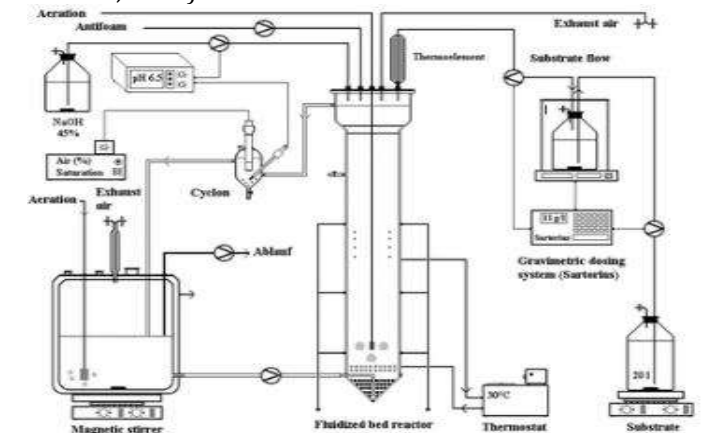 Aeration
Antifoam
Exhaust air
Thermoelement
Substrate flow
pH 6.5
NaOH
45%
Air (%)
Saturation
Cyclon
Aeration
Exhaust
air
Ablauf
Sartorius
Gravimetric dosing
system (Sartorius)
20 l
30°C
Magnetic stirrer
Fluidized bed reactor
Thermostat
Substrate